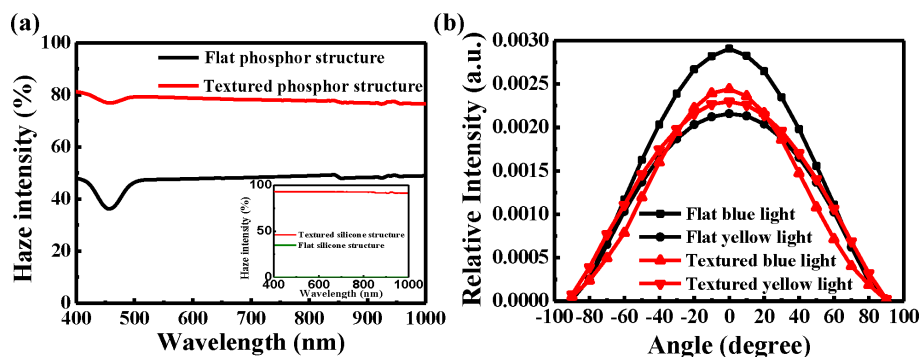 (a)
100
80
60
40
20
0
Haze intensity (%)
Flat phosphor structure
Textured phosphor structure
100
50
0
Haze intensity (%)
Textured silicone structure
Flat silicone structure
400 600 800 1000
Wavelength (nm)
400 500 600 700 800 900 1000
Wavelength (nm)
(b)
0.0030
0.0025
0.0020
0.0015
0.0010
0.0005
0.0000
Relative Intensity (a.u.)
Flat blue light
Flat yellow light
Textured blue light
Textured yellow light
-100 -80 -60 -40 -20 0 20 40 60 80 100
Angle (degree)